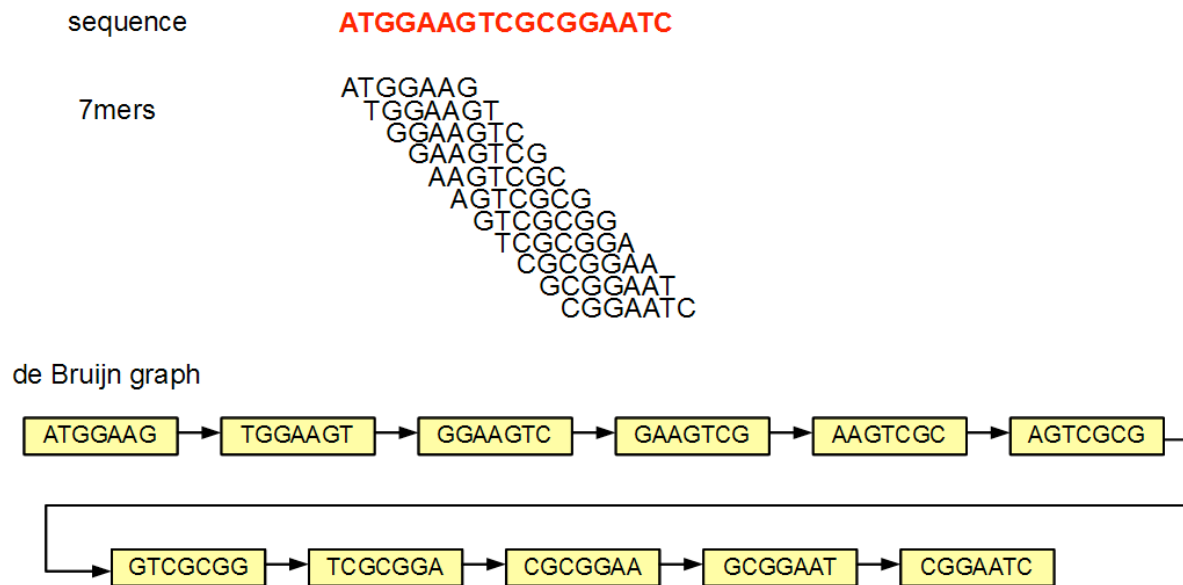 sequence ATGGAAGTCGCGGAATC
ATGGAAG
7mers TGGAAGT
GGAAGTC
GAAGTCG
AAGTCGC
AGTCGCG
GTCGCGG
TCGCGGA
CGCGGAA
GCGGAAT
CGGAATC
de Bruijn graph
ATGGAAG TGGAAGT GGAAGTC GAAGTCG AAGTCGC AGTCGCG
GTCGCGG TCGCGGA CGCGGAA GCGGAAT CGGAATC